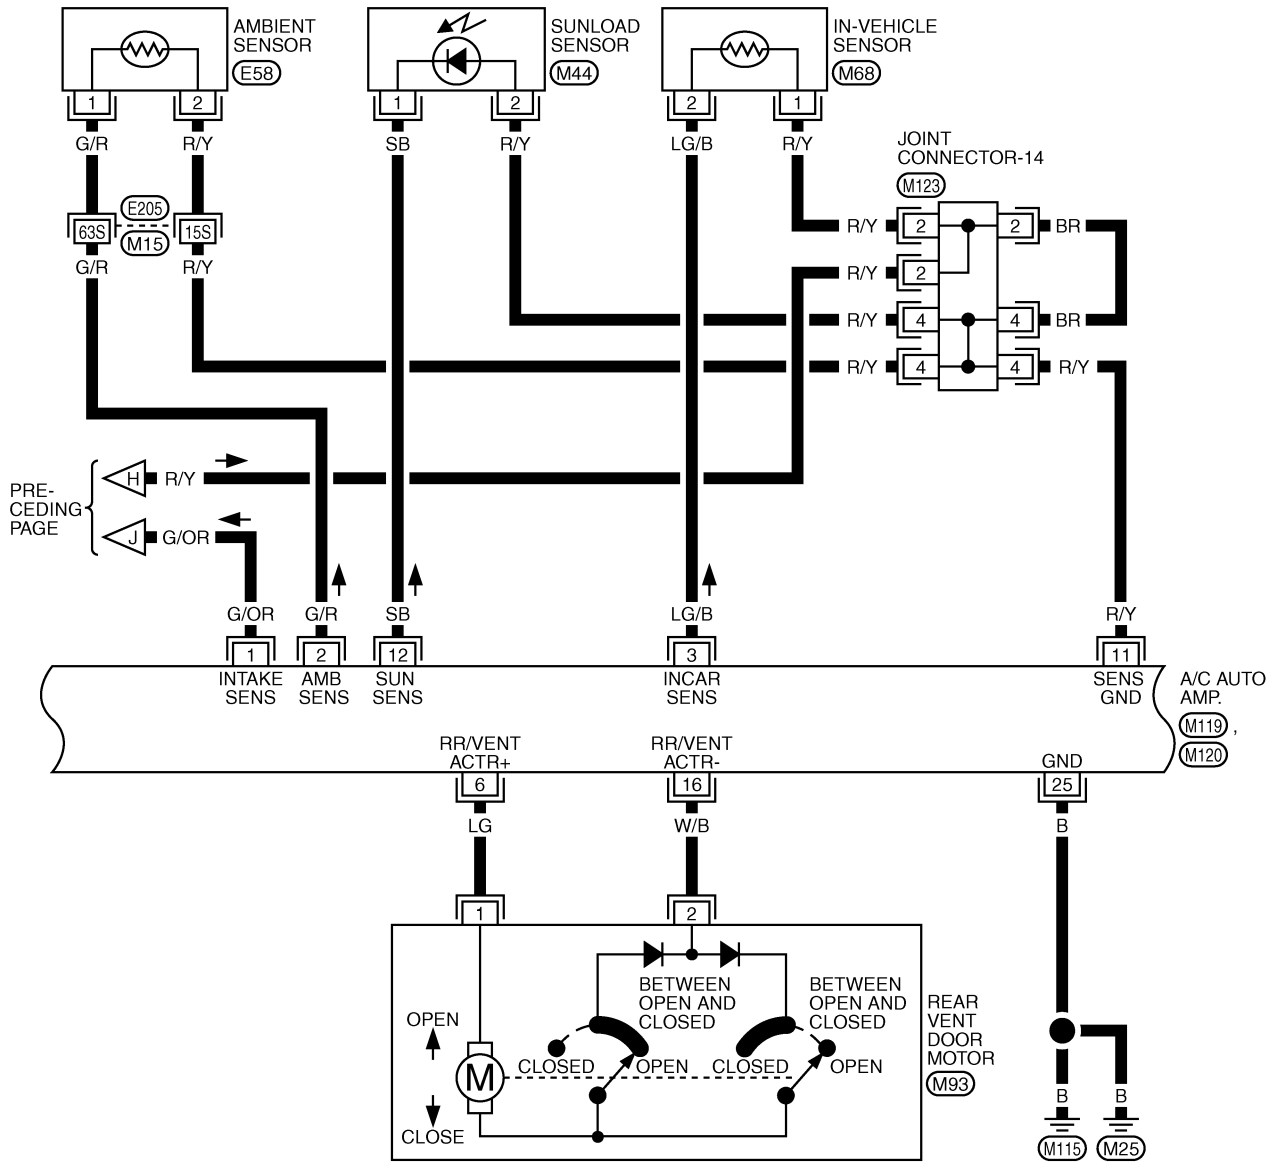 AMBIENT
SENSOR
E58
SUNLOAD
SENSOR
M44
IN-VEHICLE
SENSOR
M68
1
2
1
2
2
1
G/R
R/Y
SB
R/Y
LG/B
R/Y
JOINT
CONNECTOR-14
M123
63S
E205
M15
15S
G/R
R/Y
R/Y
2
2
BR
R/Y
2
R/Y
4
4
BR
R/Y
4
4
R/Y
PRE-
CEDING
PAGE
H
R/Y
J
G/OR
G/OR
G/R
SB
LG/B
R/Y
1
2
12
3
11
INTAKE
SENS
AMB
SENS
SUN
SENS
INCAR
SENS
SENS
GND
A/C AUTO
AMP.
M119 ,
M120
RR/VENT
ACTR+
RR/VENT
ACTR-
GND
6
16
25
LG
W/B
B
1
2
BETWEEN
OPEN AND
CLOSED
BETWEEN
OPEN AND
CLOSED
OPEN
CLOSED
OPEN
CLOSED
OPEN
M
CLOSE
REAR
VENT
DOOR
MOTOR
M93
B
B
M115
M25